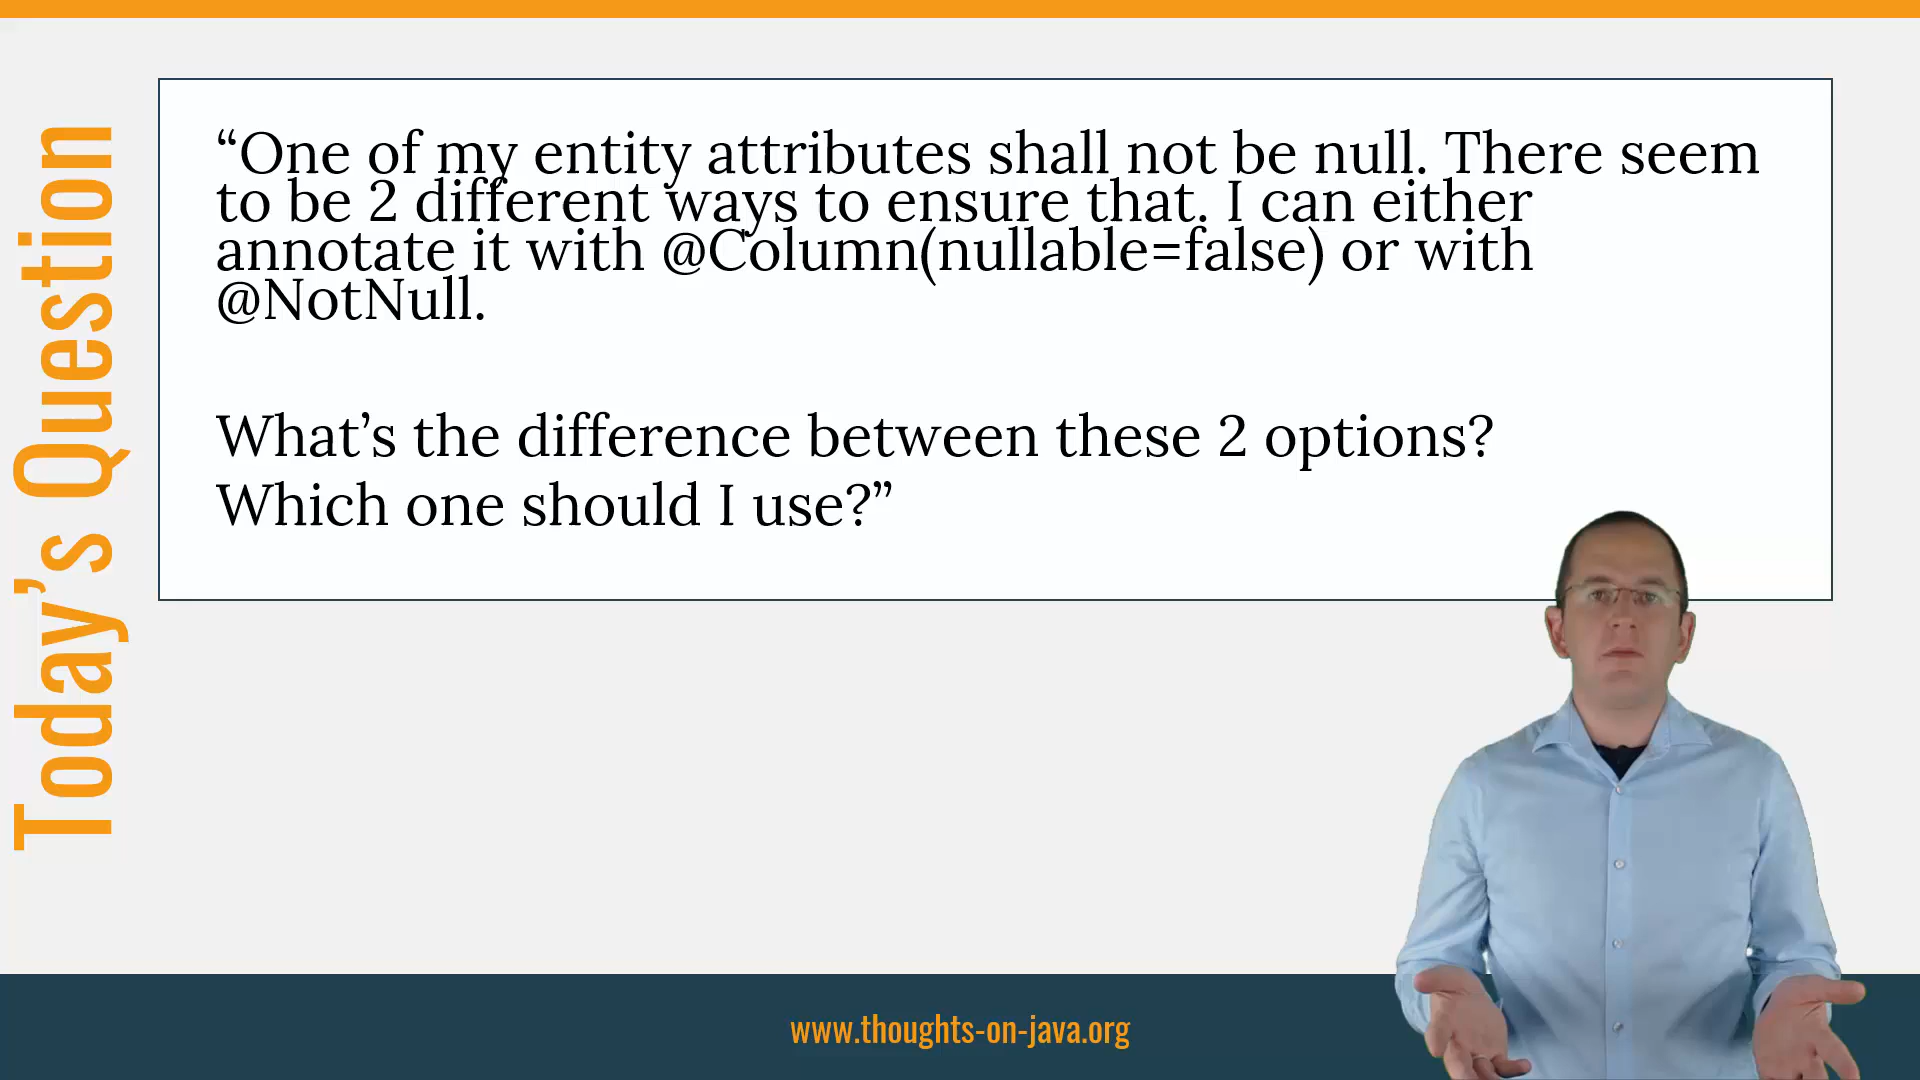 Today's Question
“One of my entity attributes shall not be null. There seem
to be 2 different ways to ensure that. I can either
annotate it with @Column(nullable=false) or with
@NotNull.
What’s the difference between these 2 options?
Which one should I use?”
www.thoughts-on-java.org